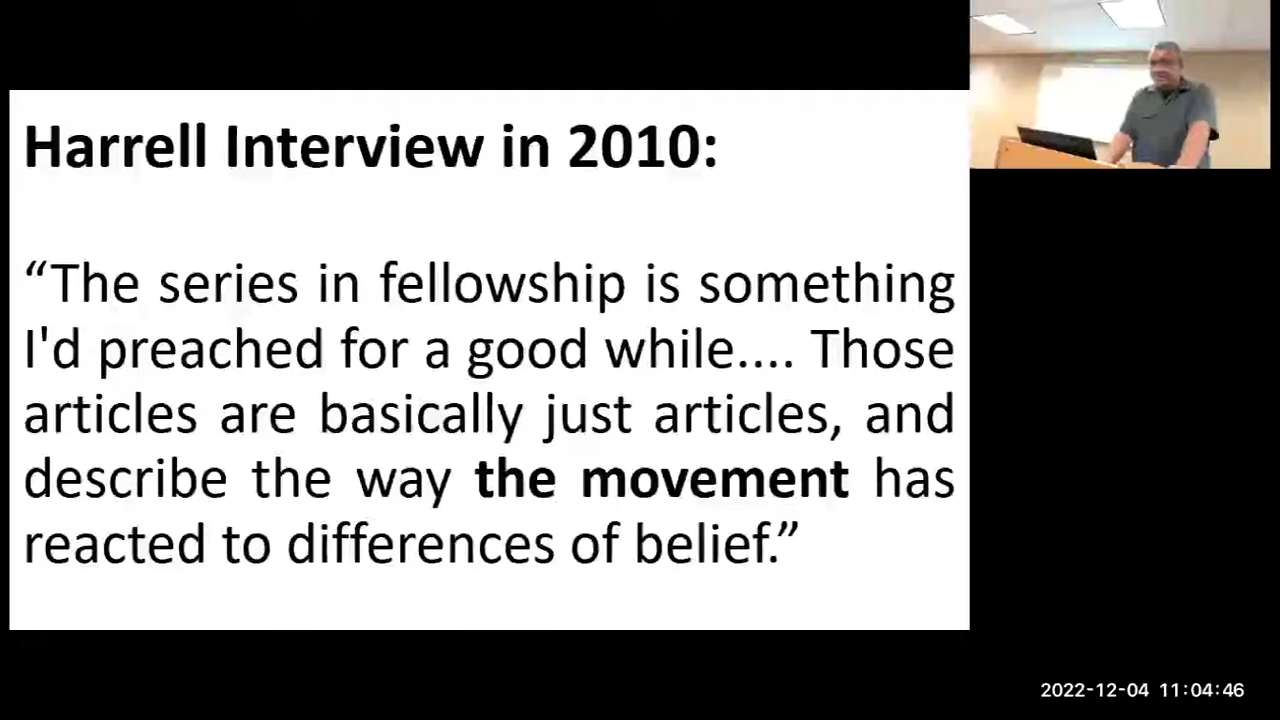 Harrell Interview in 2010:
“The series in fellowship is something
I'd preached for a good while.... Those
articles are basically just articles, and
describe the way the movement has
reacted to differences of belief.”
2022-12-04 11:04:46